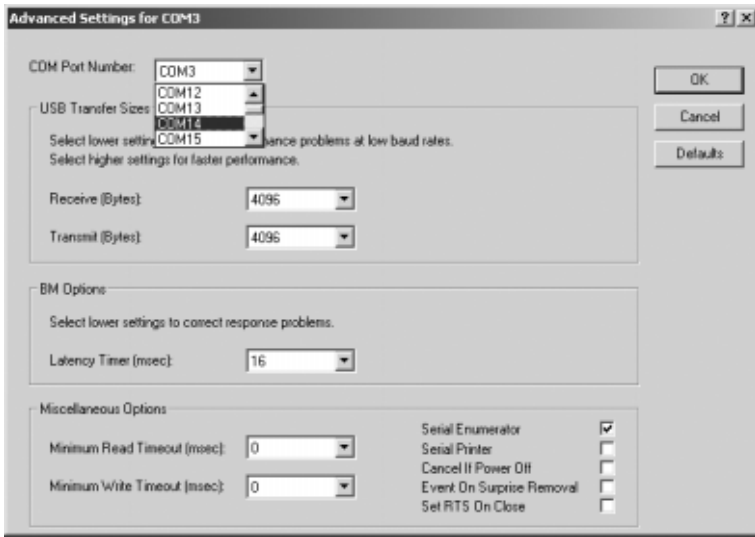 Advanced Settings for COM3
COM Port Number: COM3
COM12
COM13
COM14
COM15
OK
Cancel
Defaults
USB Transfer Sizes
Select lower settin ance problems at low baud rates.
Select higher settings for faster performance.
Receive (Bytes): 4096
Transmit (Bytes): 4096
BM Options
Select lower settings to correct response problems.
Latency Timer (msec): 16
Miscellaneous Options
Minimum Read Timeout (msec): 0
Minimum Write Timeout (msec): 0
Serial Enumerator
Serial Printer
Cancel If Power Off
Event On Surprise Removal
Set RTS On Close